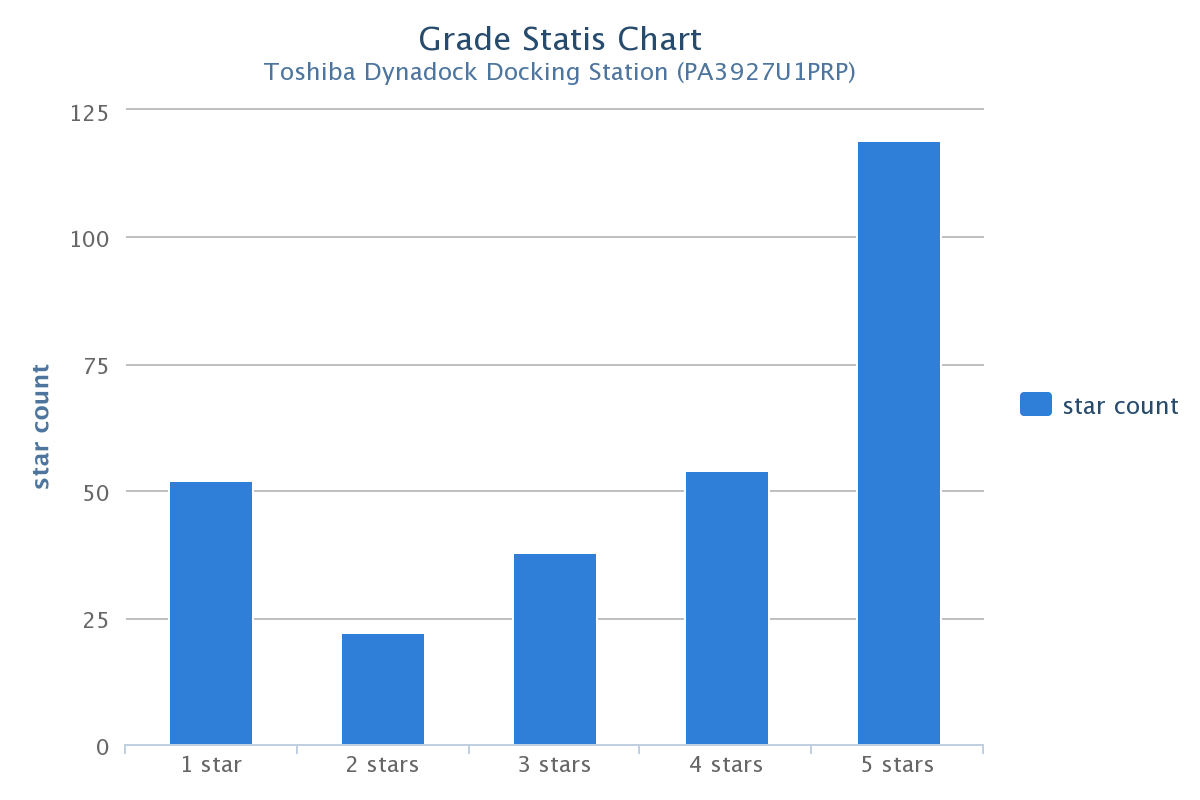 Grade Statis Chart
Toshiba Dynadock Docking Station (PA3927U1PRP)
125
100
75
50
25
0
star count
1 star
2 stars
3 stars
4 stars
5 stars
star count